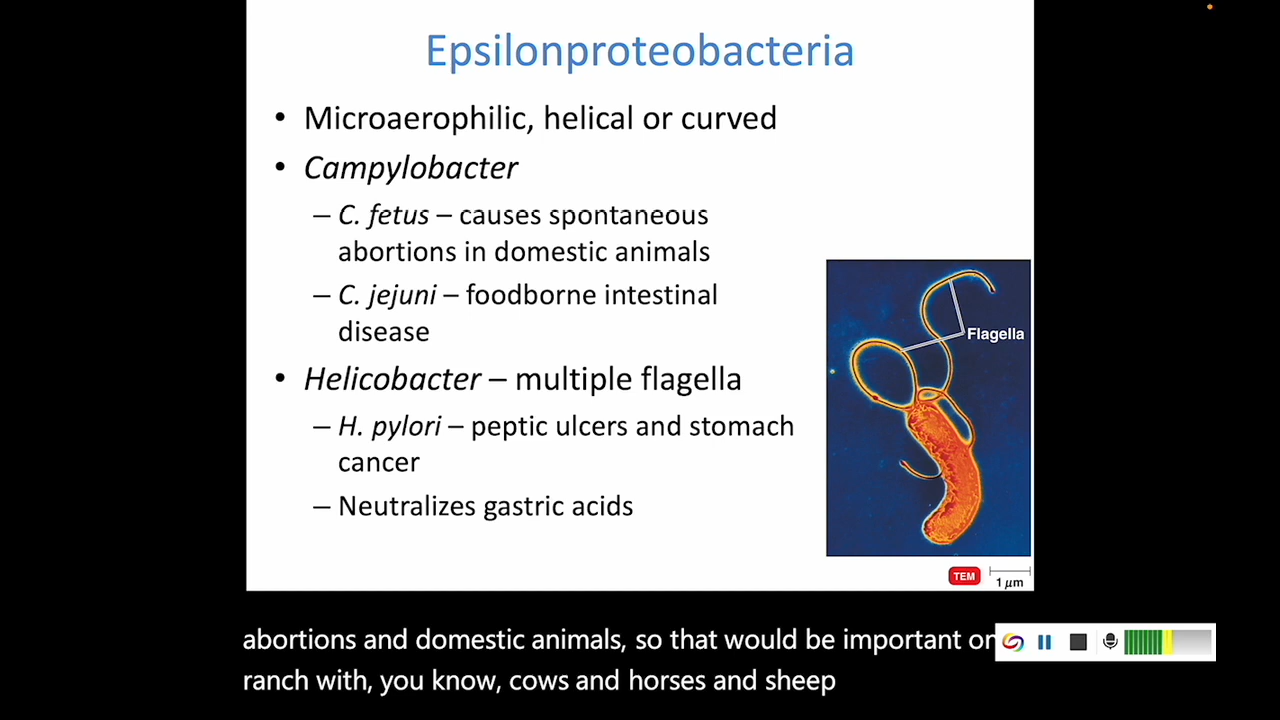 Epsilonproteobacteria
• Microaerophilic, helical or curved
• Campylobacter
– C. fetus – causes spontaneous
abortions in domestic animals
– C. jejuni – foodborne intestinal
disease
• Helicobacter – multiple flagella
– H. pylori – peptic ulcers and stomach
cancer
– Neutralizes gastric acids
Flagella
TEM
1 µm
abortions and domestic animals, so that would be important
ranch with, you know, cows and horses and sheep